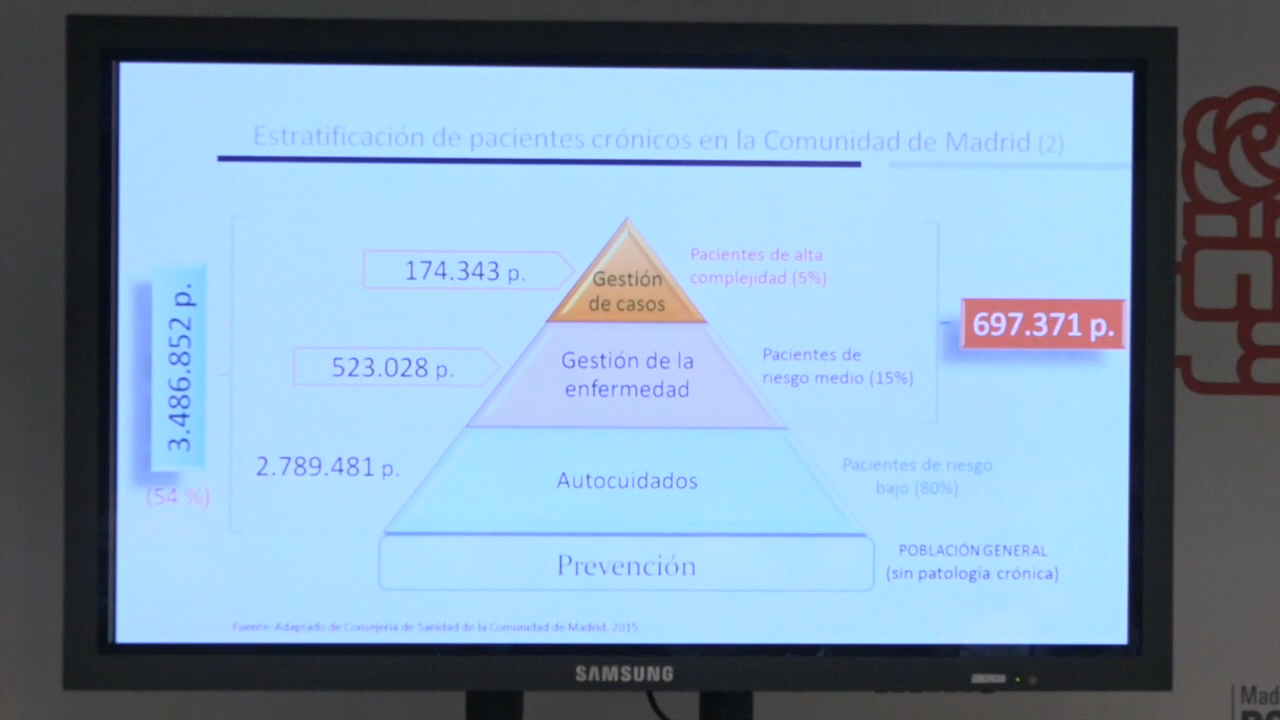 Estratificación de pacientes crónicos en la Comunidad de Madrid (2)
174.343 p.
Gestión
de casos
Pacientes de alta
complejidad (5%)
697.371 p.
3.486.852 p.
(54 %)
523.028 p.
Gestión de la
enfermedad
Pacientes de
riesgo medio (15%)
2.789.481 p.
Autocuidados
Pacientes de riesgo
bajo (80%)
Prevención
POBLACIÓN GENERAL
(sin patología crónica)
Fuente: Adaptado de Consejería de Sanidad de la Comunidad de Madrid, 2015.
SAMSUNG